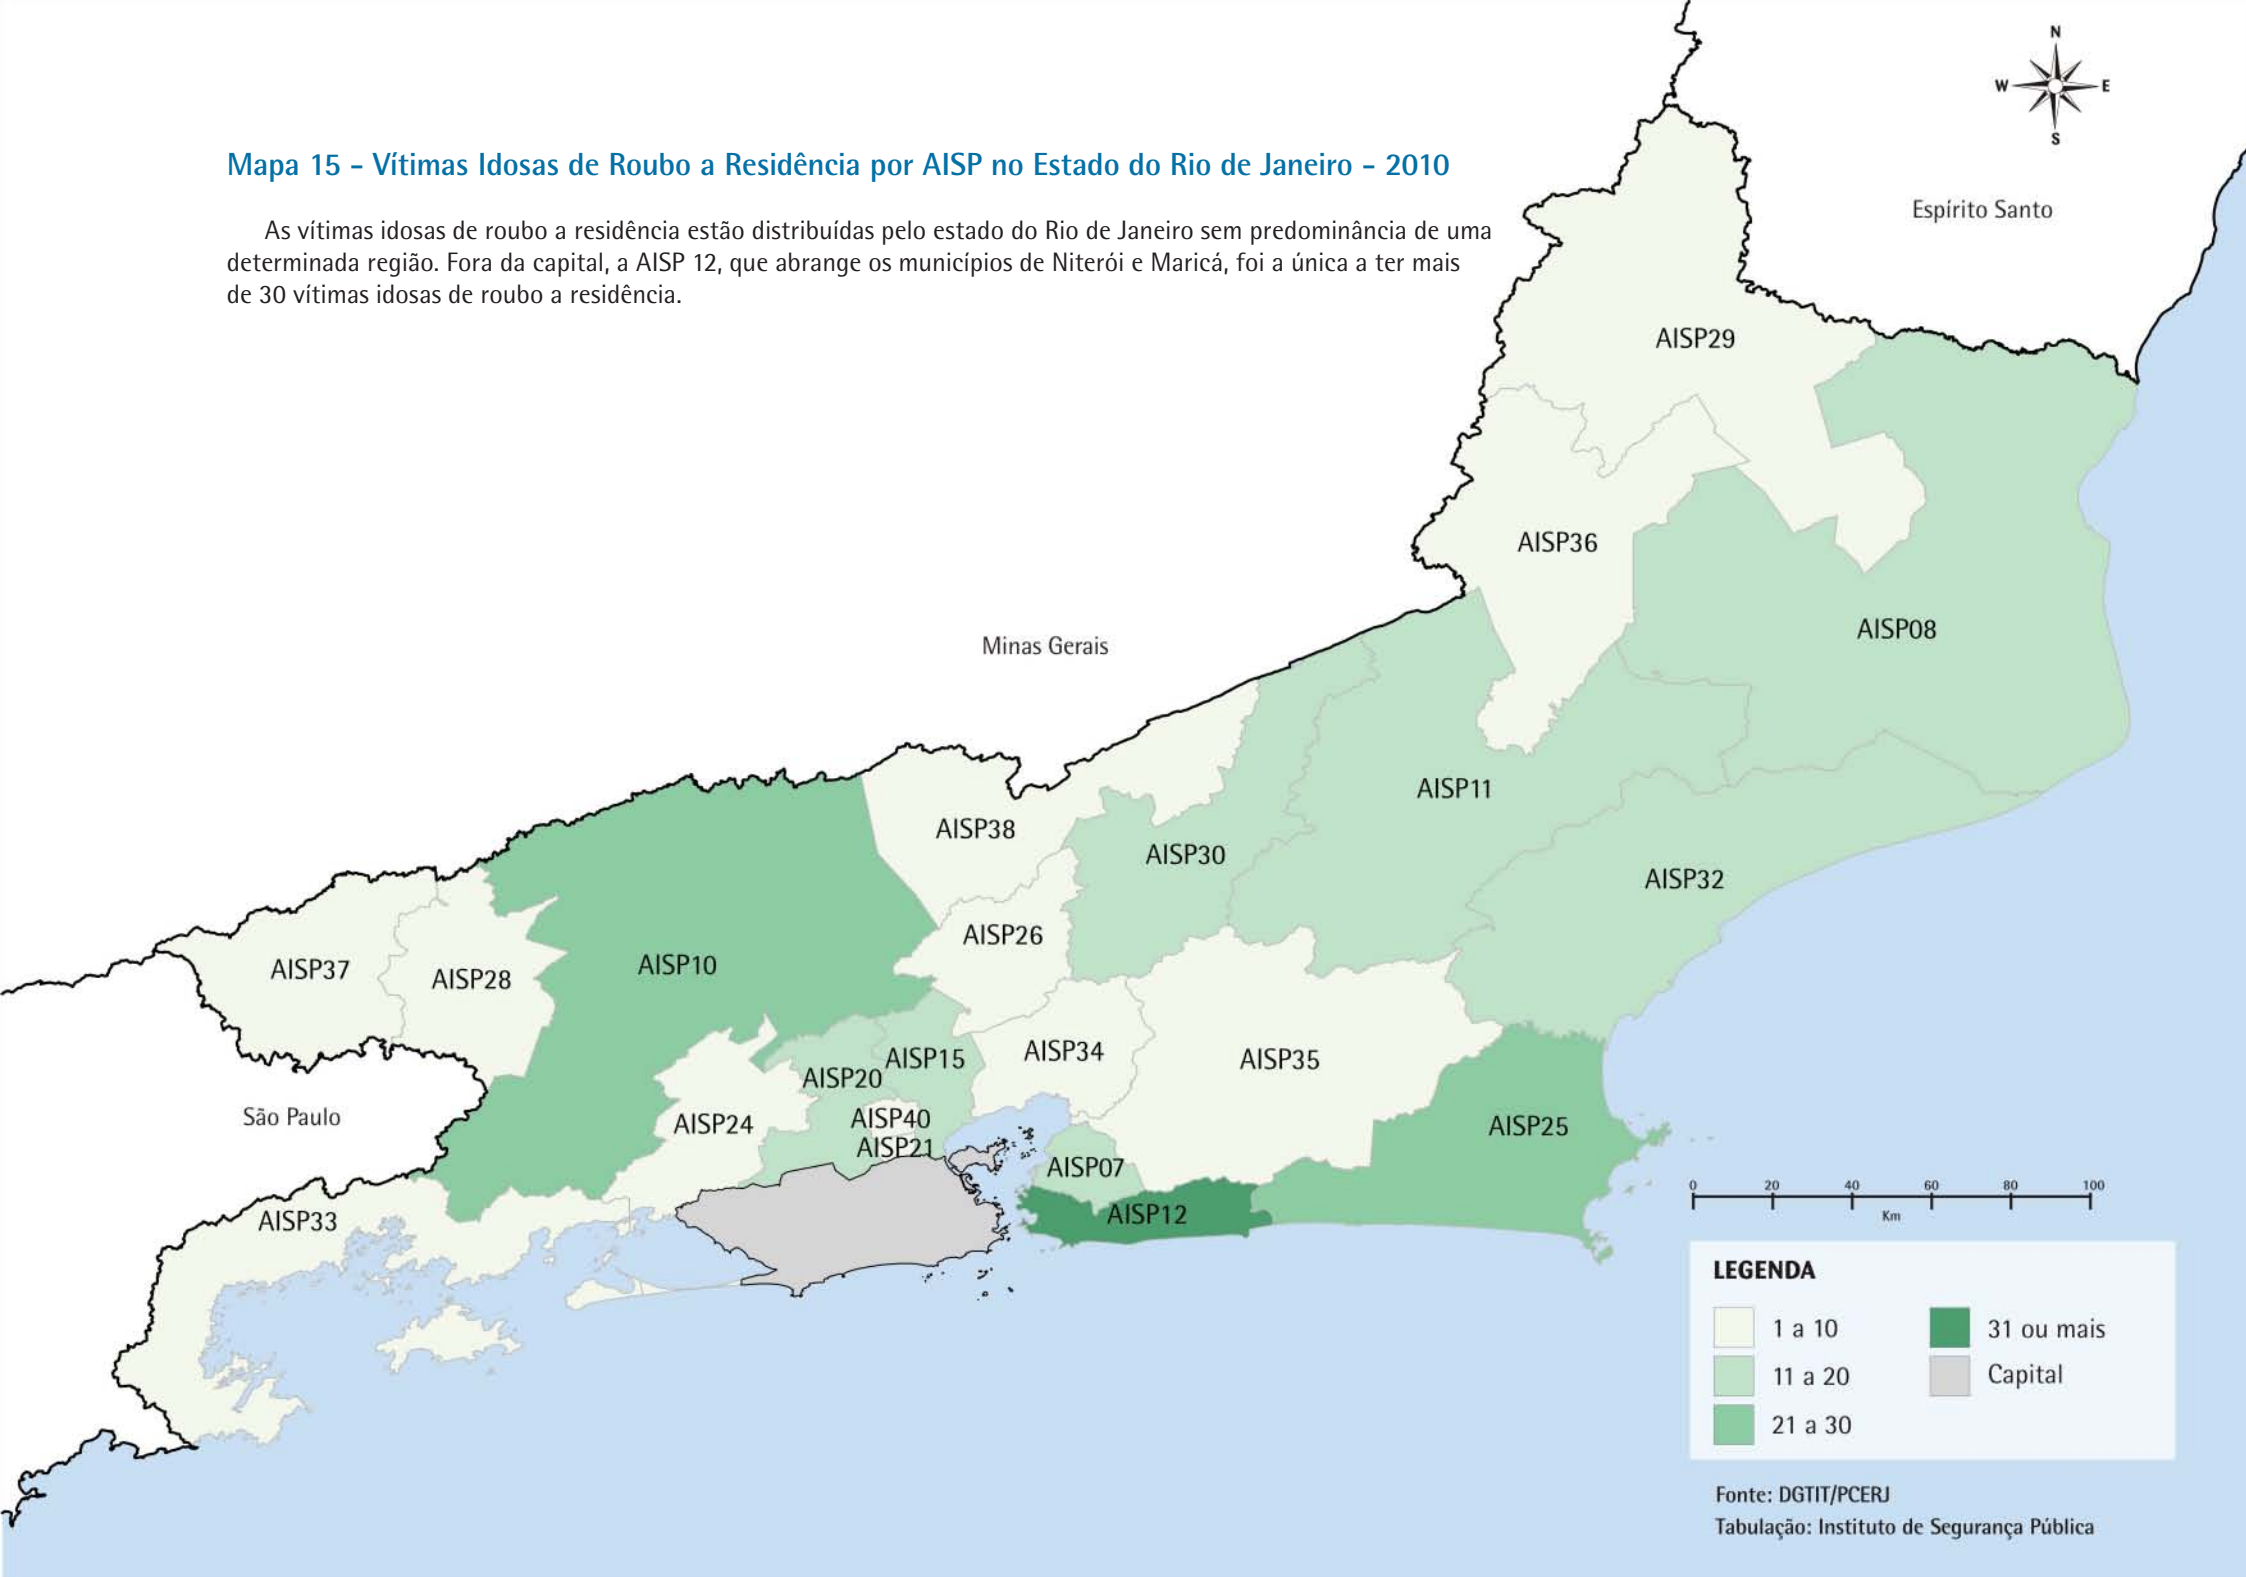 N
W E
S
Mapa 15 - Vítimas Idosas de Roubo a Residência por AISP no Estado do Rio de Janeiro - 2010
Espírito Santo
As vítimas idosas de roubo a residência estão distribuídas pelo estado do Rio de Janeiro sem predominância de uma
determinada região. Fora da capital, a AISP 12, que abrange os municípios de Niterói e Maricá, foi a única a ter mais
de 30 vítimas idosas de roubo a residência.
AISP29
AISP36
AISP08
Minas Gerais
AISP11
AISP38
AISP30
AISP32
AISP26
AISP37
AISP28
AISP10
AISP34
AISP35
AISP15
AISP20
São Paulo
AISP24
AISP40
AISP21
AISP25
AISP07
AISP33
AISP12
0 20 40 60 80 100
Km
LEGENDA
1 a 10
31 ou mais
11 a 20
Capital
21 a 30
Fonte: DGTIT/PCERJ
Tabulação: Instituto de Segurança Pública